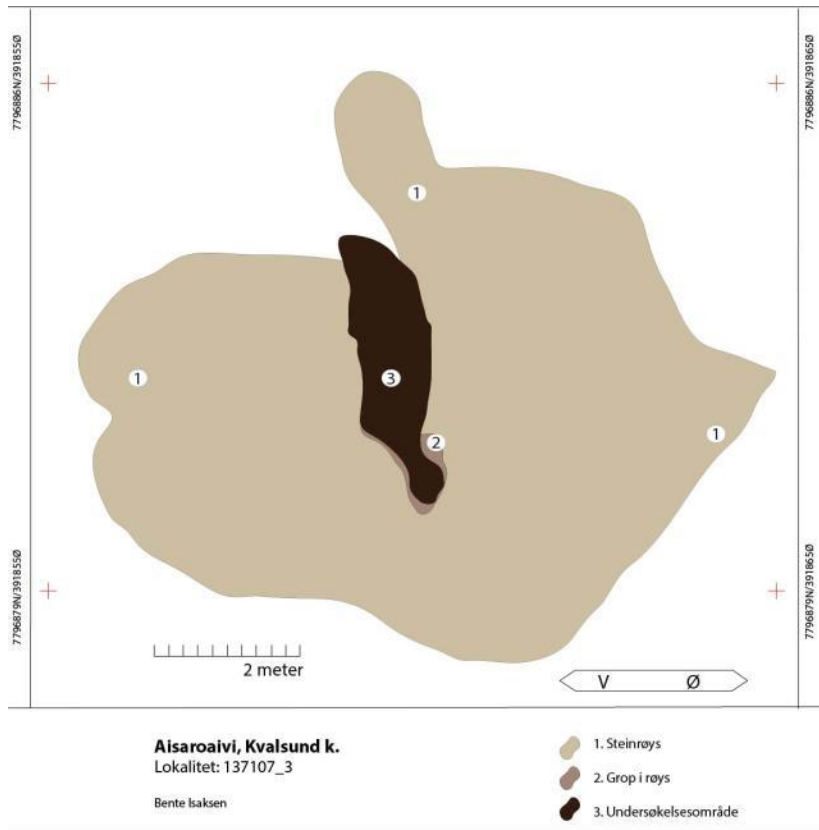 7796886N/391855Ø
7796886N/391865Ø
1
1
3
2
1
7796879N/391855Ø
7796879N/391865Ø
2 meter
V Ø
Aisaroaivi, Kvalsund k.
Lokalitet: 137107_3
Bente Isaksen
1. Steinrøys
2. Grop i røys
3. Undersøkelsesområde